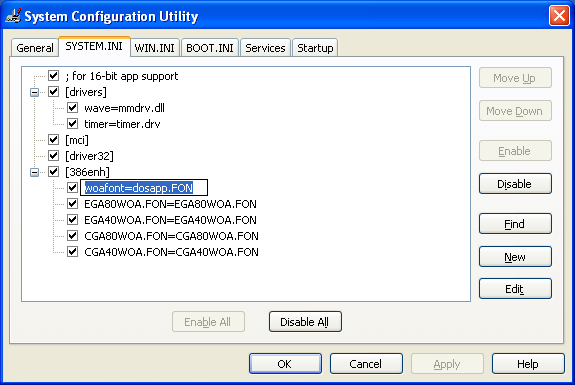 System Configuration Utility
General SYSTEM.INI WIN.INI BOOT.INI Services Startup
; for 16-bit app support
[drivers]
wave=mmdrv.dll
timer=timer.drv
[mci]
[driver32]
[386enh]
woafont=dosapp.FON
EGA80WOA.FON=EGA80WOA.FON
EGA40WOA.FON=EGA40WOA.FON
CGA80WOA.FON=CGA80WOA.FON
CGA40WOA.FON=CGA40WOA.FON
Move Up
Move Down
Enable
Disable
Find
New
Edit
Enable All Disable All
OK Cancel Apply Help